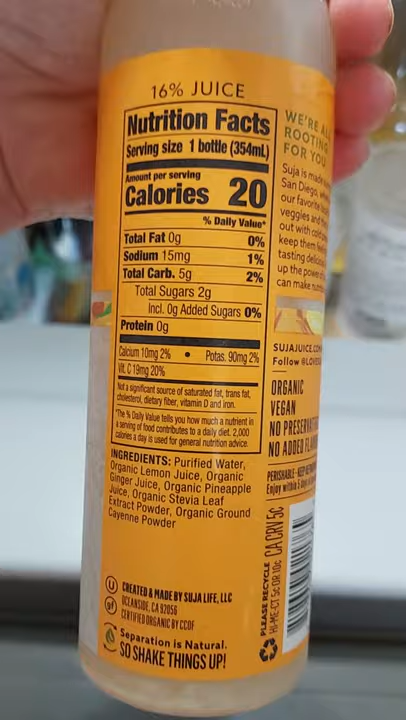 16% JUICE
Nutrition Facts
Serving size 1 bottle (354mL)
Amount per serving
Calories 20
% Daily Value*
Total Fat 0g 0%
Sodium 15mg 1%
Total Carb. 5g 2%
Total Sugars 2g
Incl. 0g Added Sugars 0%
Protein 0g
Calcium 10mg 2% • Potas. 90mg 2%
Vit. C 19mg 20%
Not a significant source of saturated fat, trans fat,
cholesterol, dietary fiber, vitamin D and iron.
*The % Daily Value tells you how much a nutrient in
a serving of food contributes to a daily diet. 2,000
calories a day is used for general nutrition advice.
INGREDIENTS: Purified Water,
Organic Lemon Juice, Organic
Ginger Juice, Organic Pineapple
Juice, Organic Stevia Leaf
Extract Powder, Organic Ground
Cayenne Powder
U CREATED & MADE BY SUJA LIFE, LLC
gf OCEANSIDE, CA 92056
CERTIFIED ORGANIC BY CCOF
Separation is Natural.
SO SHAKE THINGS UP!
WE'RE ALL
ROOTING
FOR YOU
Suja is made
San Diego,
our favorite
veggies and
out with
keep them
tasting
up the power
can make
SUJAJUICE.COM
Follow
ORGANIC
VEGAN
NO
NO ADDED
PERISHABLE - KEEP
Enjoy within
PLEASE RECYCLE CA CRV 5¢
HI-ME-CT 5¢ OR 10¢